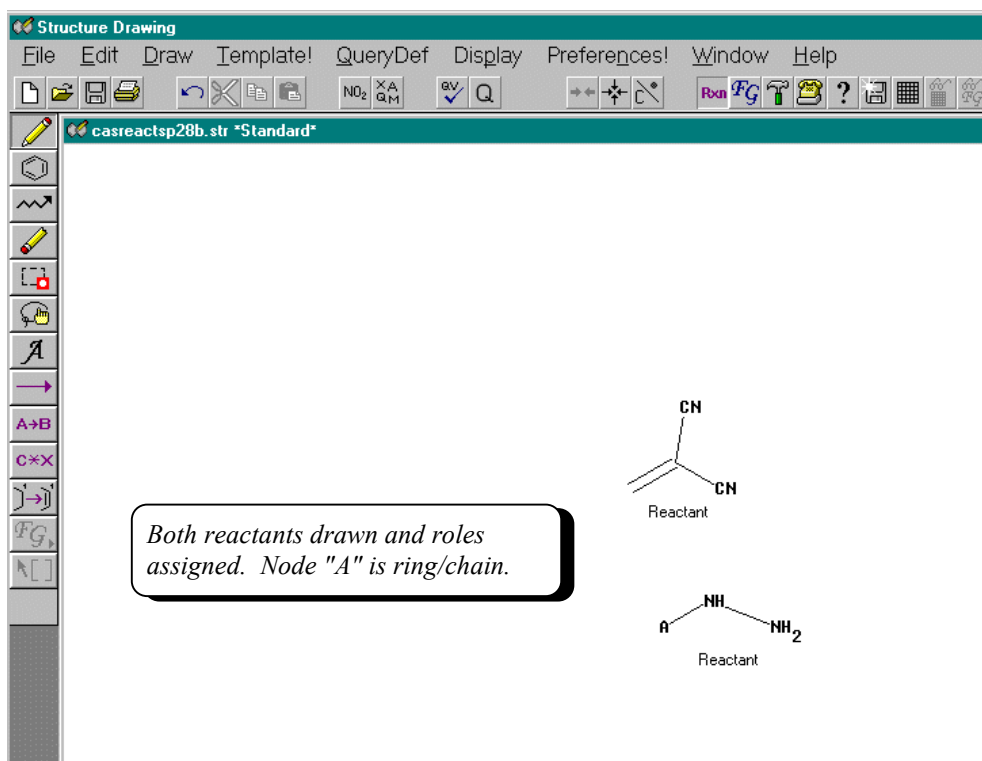 Structure Drawing
File Edit Draw Template! QueryDef Display Preferences! Window Help
NO2 XA QM QV Q Rxn FG ? FG
casreactsp28b.str *Standard*
A
A→B
C X
FG
CN
CN
Reactant
Both reactants drawn and roles
assigned. Node "A" is ring/chain.
NH
A
NH2
Reactant